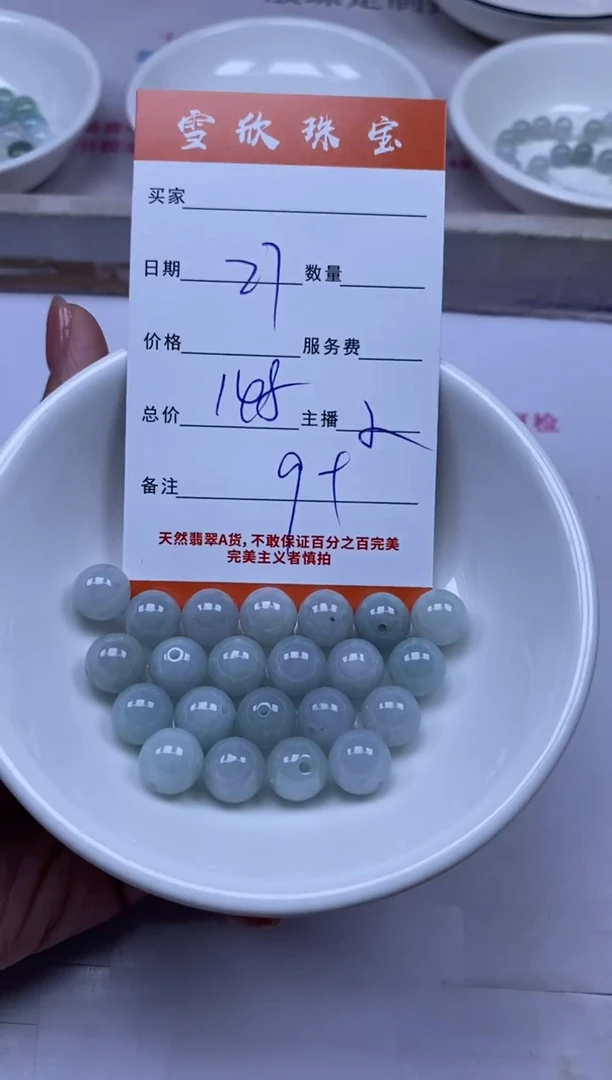 雪欣珠宝
买家
日期 27 数量
价格 服务费
总价 148 主播
备注 9+
天然翡翠A货,不敢保证百分之百完美
完美主义者慎拍